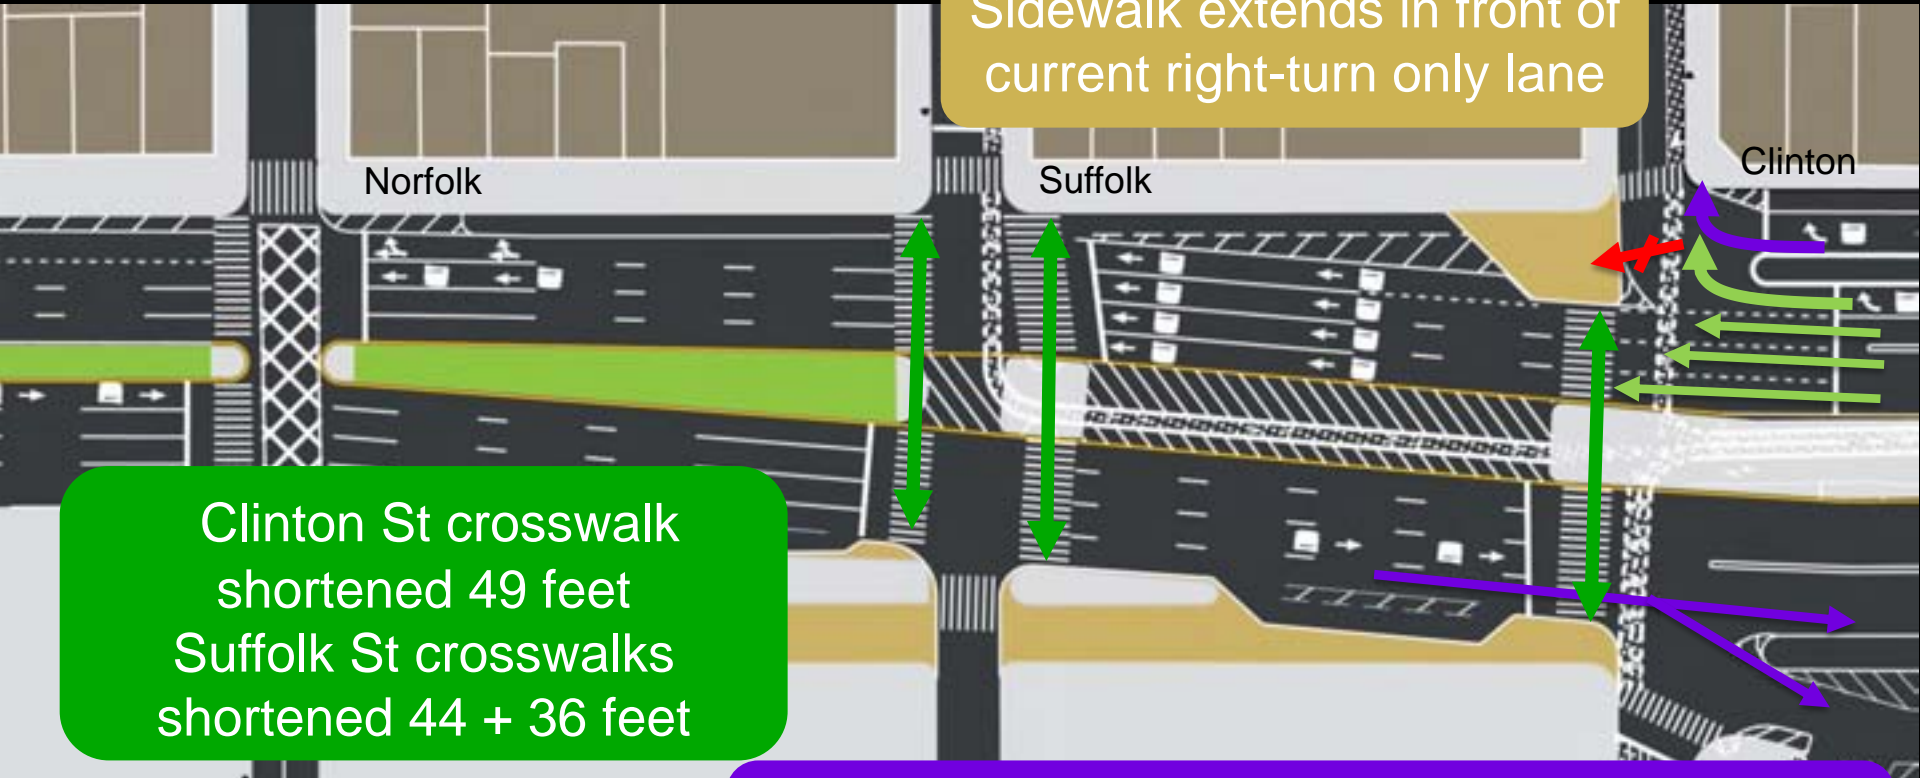 Sidewalk extends in front of
current right-turn only lane
Norfolk
Suffolk
Clinton
Clinton St crosswalk
shortened 49 feet
Suffolk St crosswalks
shortened 44 + 36 feet